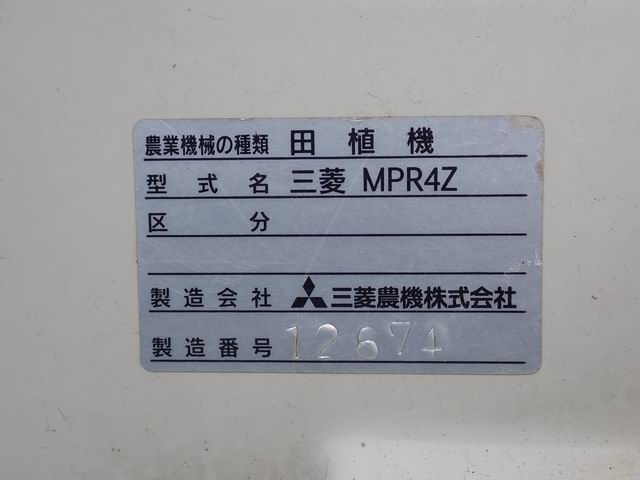 農業機械の種類 田植機
型式名 三菱 MPR4Z
区分
製造会社 三菱農機株式会社
製造番号 12674